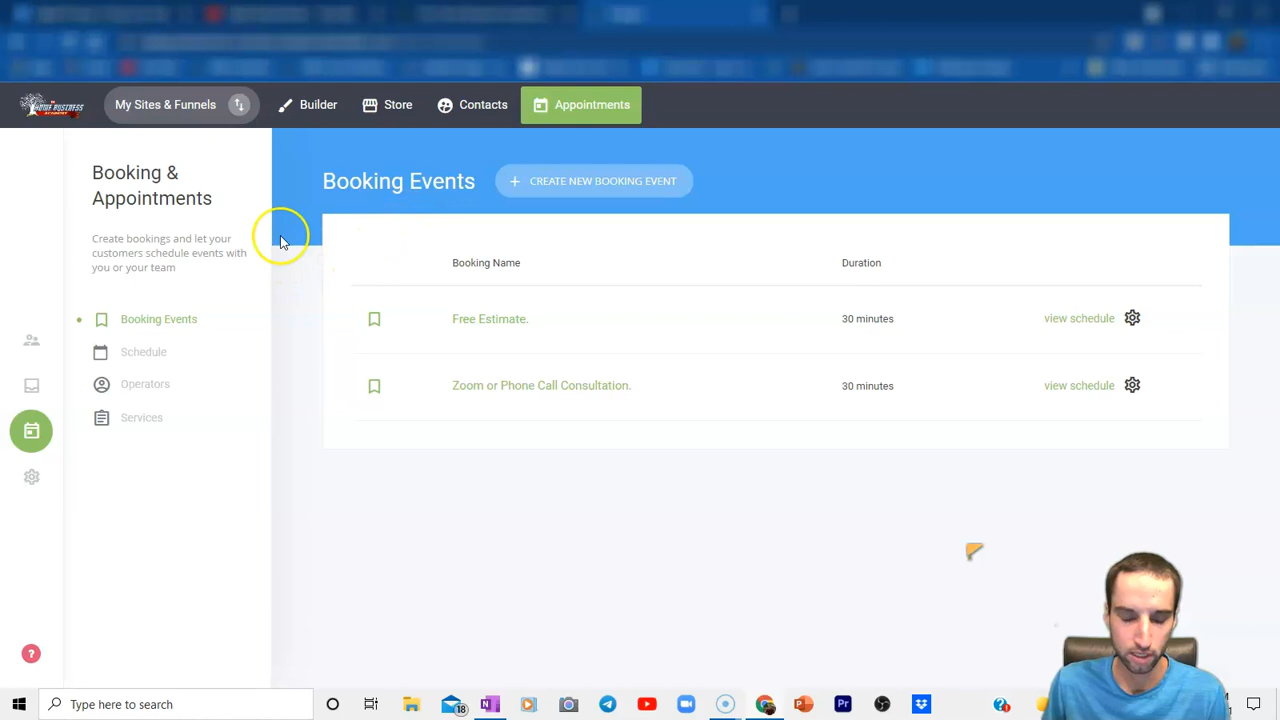 My Sites & Funnels
Builder
Store
Contacts
Appointments
Booking &
Appointments
Create bookings and let your
customers schedule events with
you or your team
Booking Events
Schedule
Operators
Services
Booking Events
+ CREATE NEW BOOKING EVENT
Booking Name
Duration
Free Estimate.
30 minutes
view schedule
Zoom or Phone Call Consultation.
30 minutes
view schedule
?
Type here to search
18